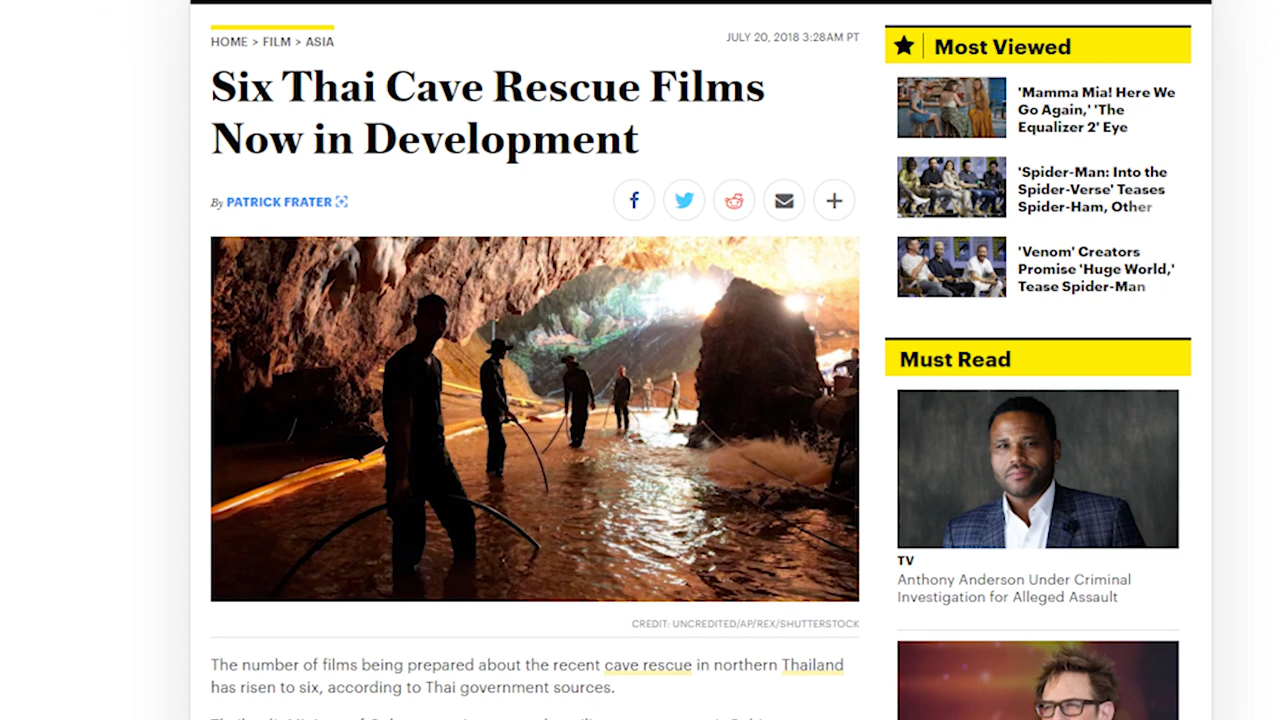 HOME > FILM > ASIA
JULY 20, 2018 3:28AM PT
Six Thai Cave Rescue Films
Now in Development
By PATRICK FRATER
CREDIT: UNCREDITED/AP/REX/SHUTTERSTOCK
The number of films being prepared about the recent cave rescue in northern Thailand
has risen to six, according to Thai government sources.
Most Viewed
'Mamma Mia! Here We
Go Again,' 'The
Equalizer 2' Eye
'Spider-Man: Into the
Spider-Verse' Teases
Spider-Ham, Other
'Venom' Creators
Promise 'Huge World,'
Tease Spider-Man
Must Read
TV
Anthony Anderson Under Criminal
Investigation for Alleged Assault